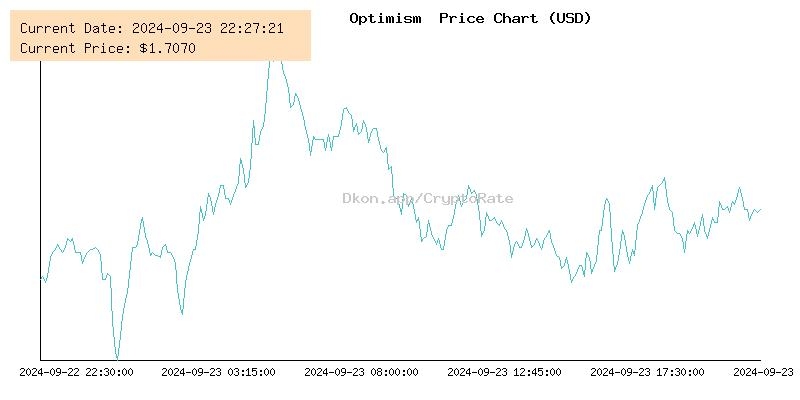 Optimism Price Chart (USD)
Current Date: 2024-09-23 22:27:21
Current Price: $1.7070
Dkon.app/CryptoRate
2024-09-22 22:30:00 2024-09-23 03:15:00 2024-09-23 08:00:00 2024-09-23 12:45:00 2024-09-23 17:30:00 2024-09-23